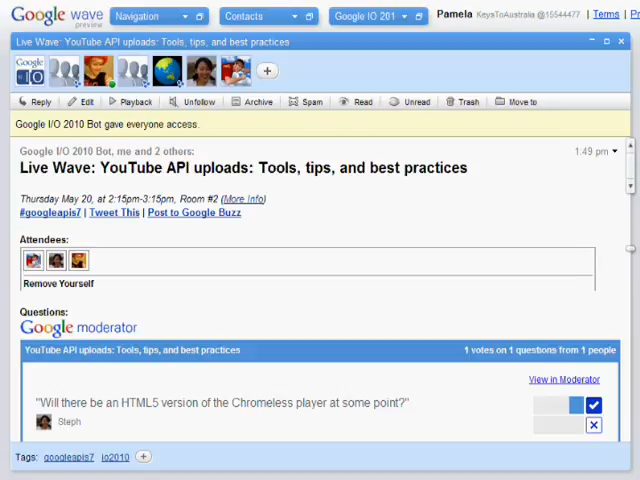 Google wave
preview
Navigation
Contacts
Google IO 201
Pamela KeysToAustralia @15544477 | Terms |
Live Wave: YouTube API uploads: Tools, tips, and best practices
Google
IO
Reply Edit Playback Unfollow Archive Spam Read Unread Trash Move to
Google I/O 2010 Bot gave everyone access.
Google I/O 2010 Bot, me and 2 others:
1:49 pm
Live Wave: YouTube API uploads: Tools, tips, and best practices
Thursday May 20, at 2:15pm-3:15pm, Room #2 (More Info)
#googleapis7 | Tweet This | Post to Google Buzz
Attendees:
Remove Yourself
Questions:
Google moderator
YouTube API uploads: Tools, tips, and best practices
1 votes on 1 questions from 1 people
View in Moderator
"Will there be an HTML5 version of the Chromeless player at some point?"
Steph
Tags: googleapis7 io2010